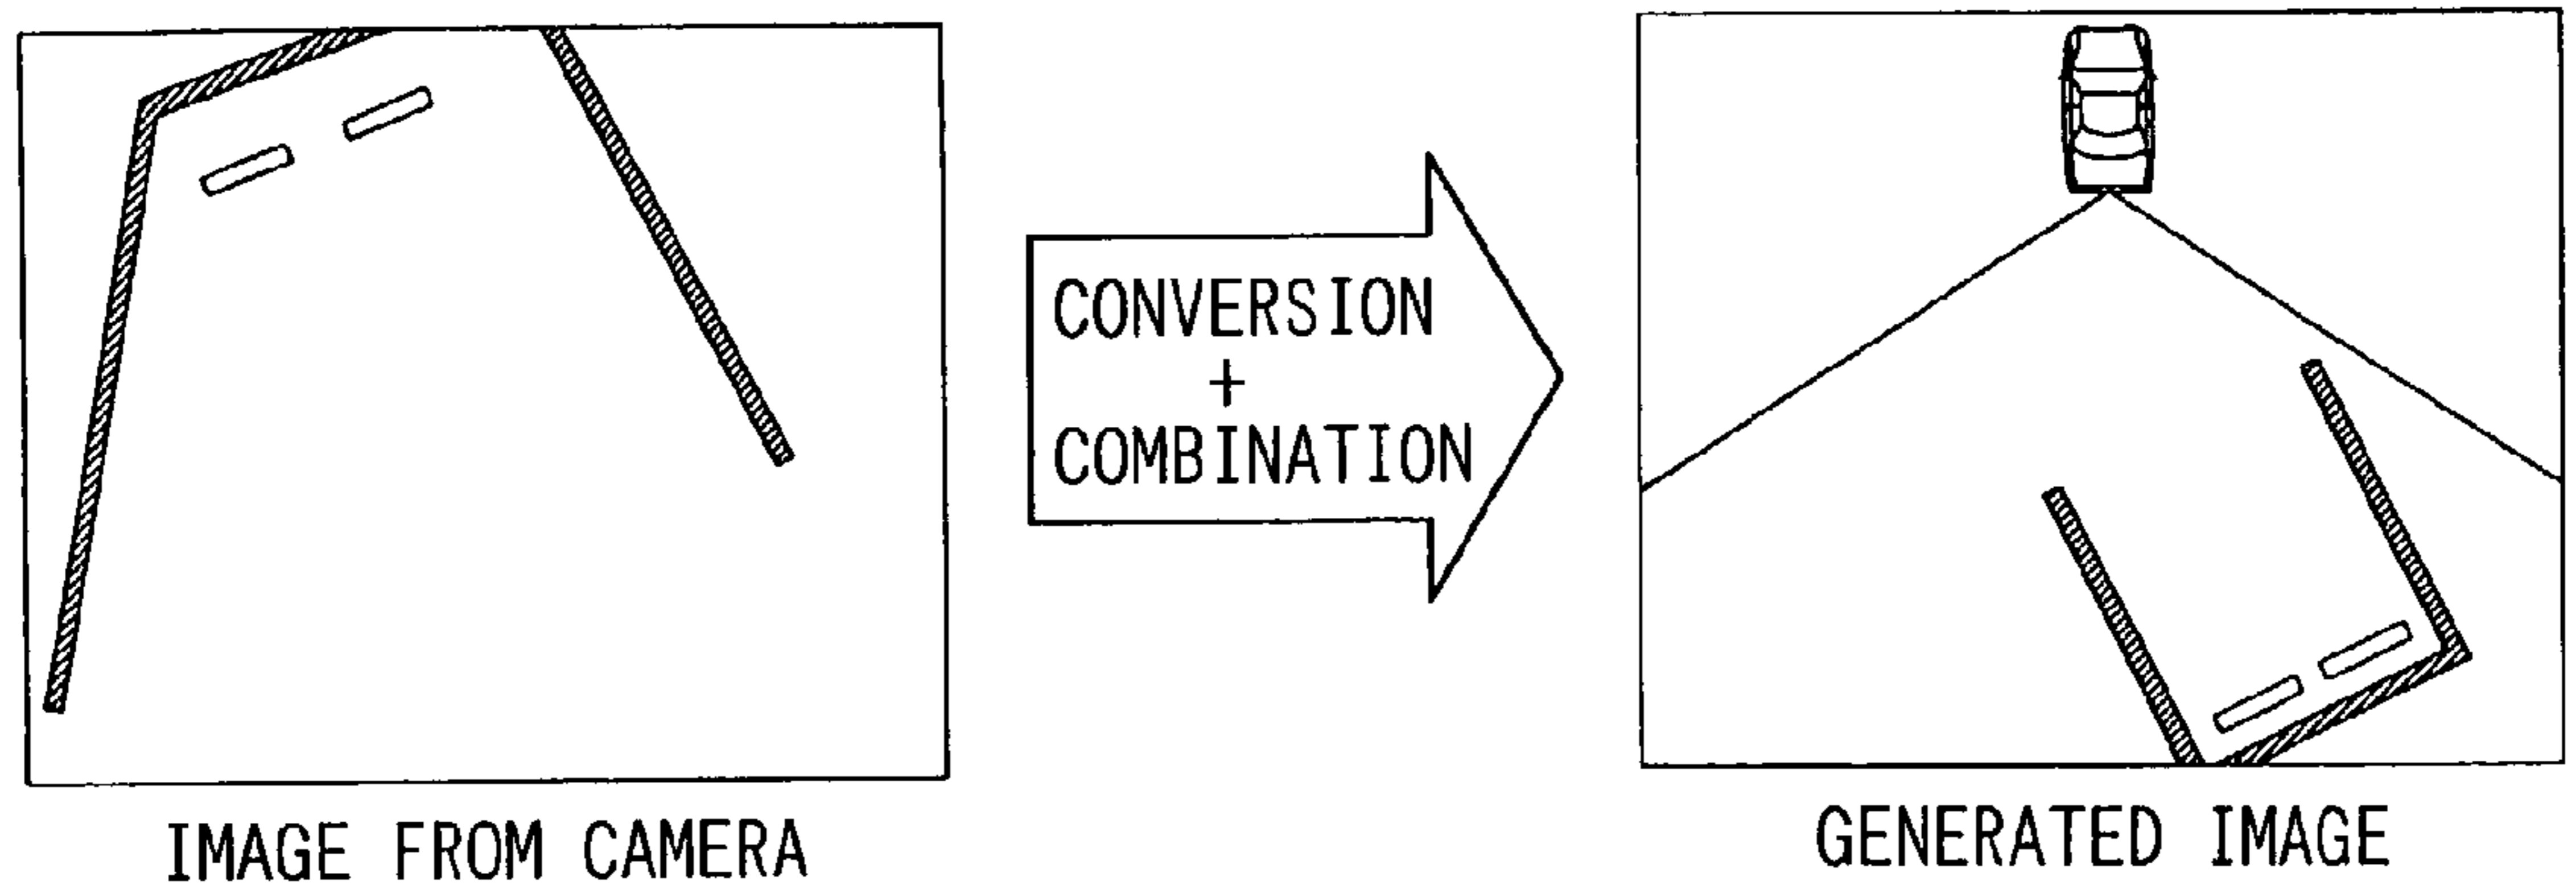 CONVERSION
+
COMBINATION
IMAGE FROM CAMERA
GENERATED IMAGE